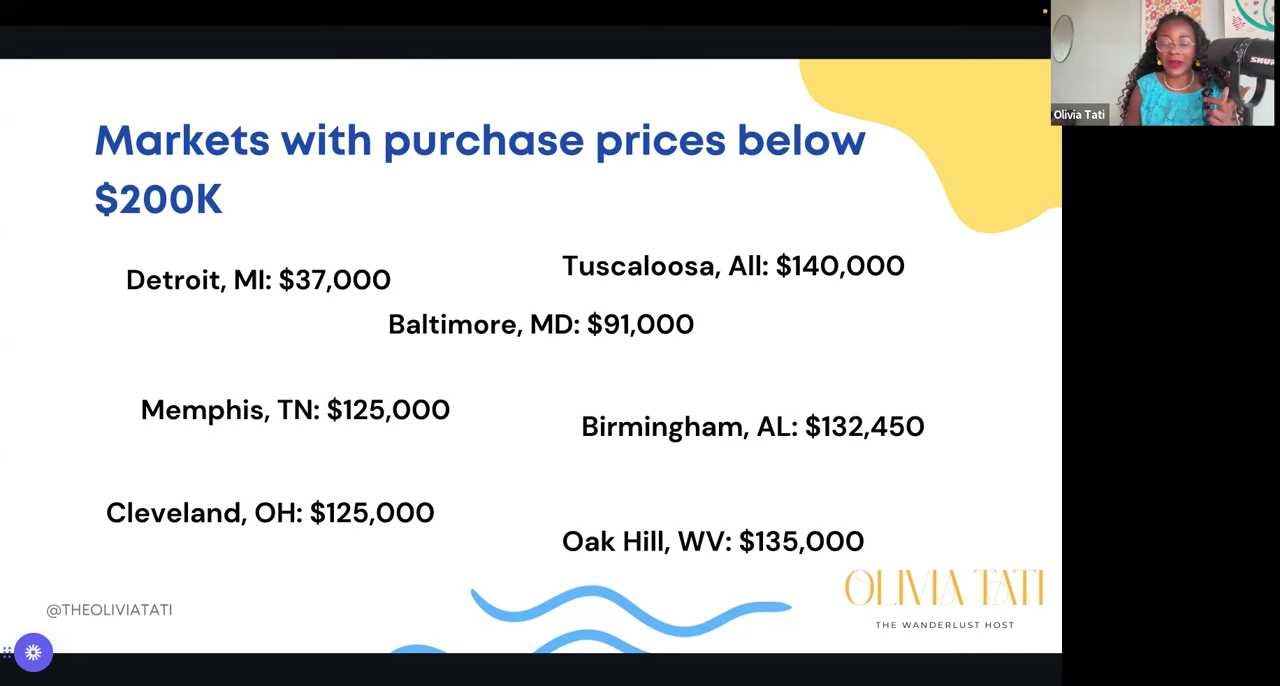 Markets with purchase prices below
$200K
Detroit, MI: $37,000
Tuscaloosa, All: $140,000
Baltimore, MD: $91,000
Memphis, TN: $125,000
Birmingham, AL: $132,450
Cleveland, OH: $125,000
Oak Hill, WV: $135,000
@THEOLIVIATATI
OLIVIA TATI
THE WANDERLUST HOST
Olivia Tati
SHUR